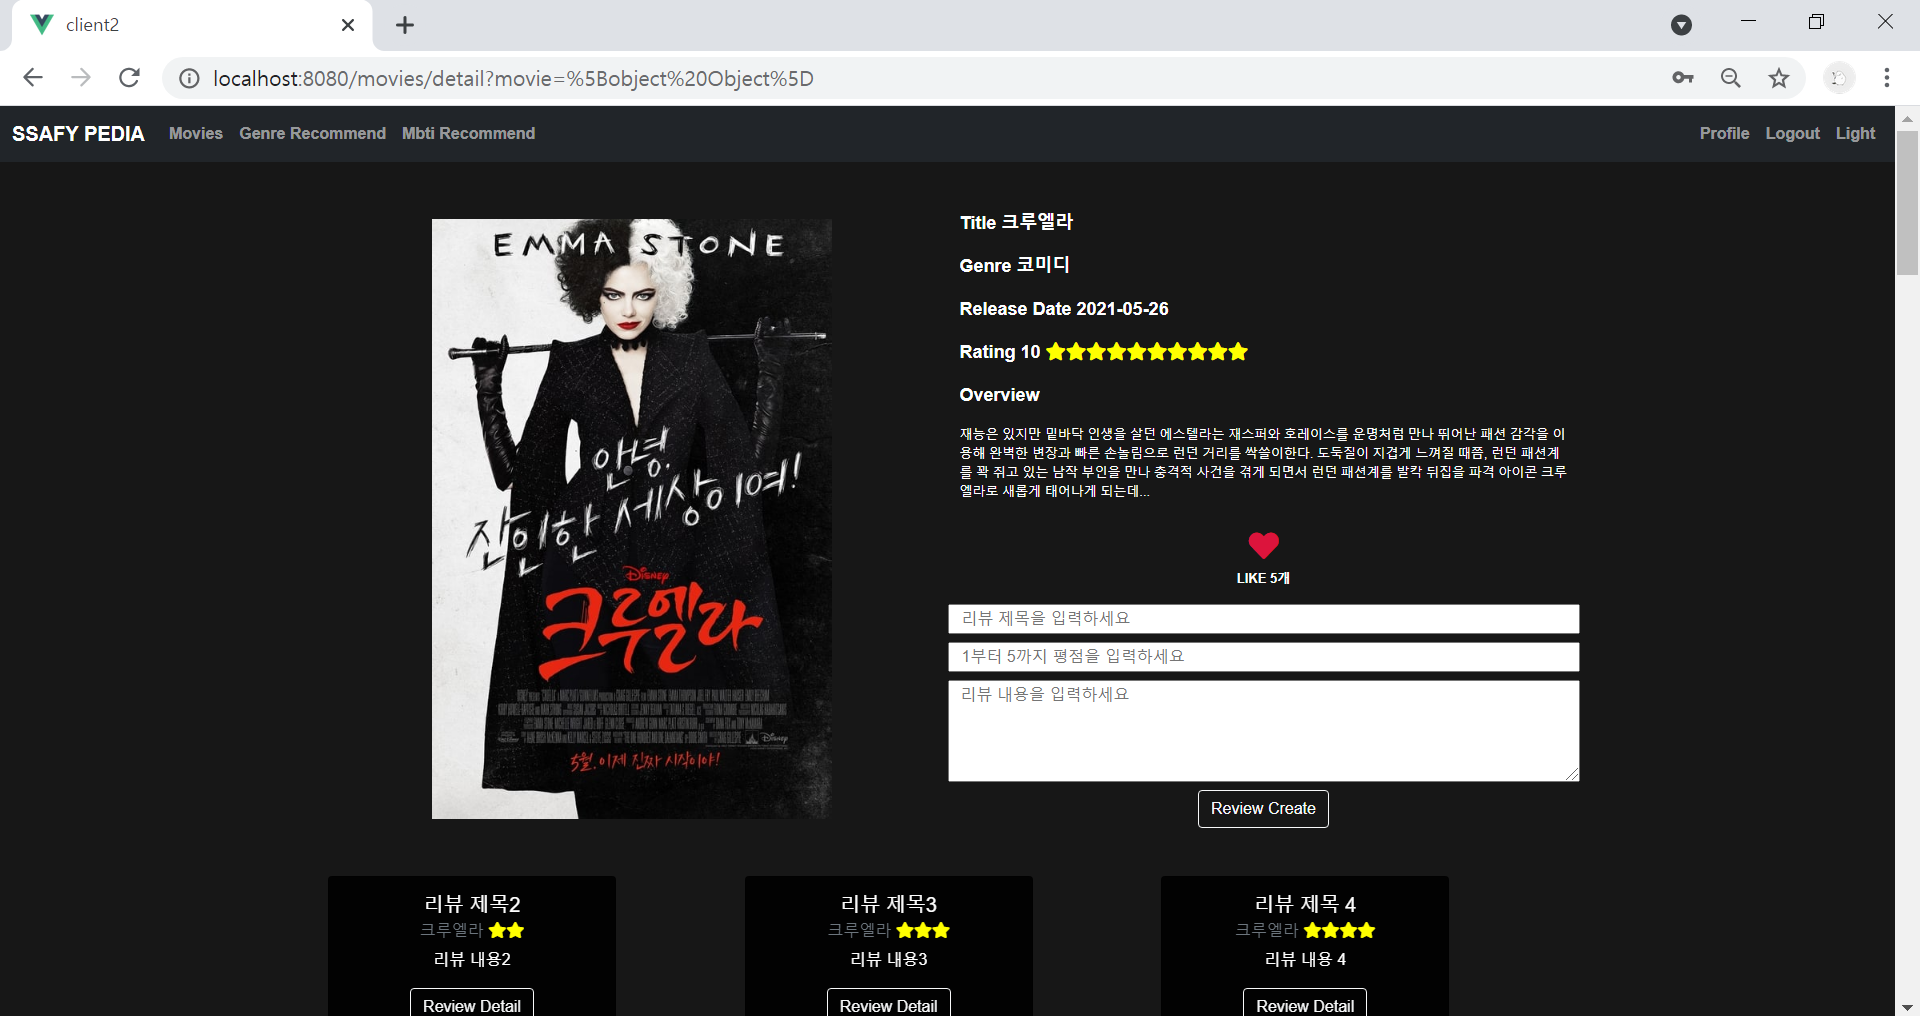 client2
localhost:8080/movies/detail?movie=%5Bobject%20Object%5D
SSAFY PEDIA Movies Genre Recommend Mbti Recommend Profile Logout Light
EMMA STONE
안녕,
잔인한 세상이여!
Disney
크루엘라
5월, 이제 진짜 시작이야!
Title 크루엘라
Genre 코미디
Release Date 2021-05-26
Rating 10
Overview
재능은 있지만 밑바닥 인생을 살던 에스텔라는 재스퍼와 호레이스를 운명처럼 만나 뛰어난 패션 감각을 이
용해 완벽한 변장과 빠른 손놀림으로 런던 거리를 싹쓸이한다. 도둑질이 지겹게 느껴질 때쯤, 런던 패션계
를 꽉 쥐고 있는 남작 부인을 만나 충격적 사건을 겪게 되면서 런던 패션계를 발칵 뒤집을 파격 아이콘 크루
엘라로 새롭게 태어나게 되는데...
LIKE 5개
리뷰 제목을 입력하세요
1부터 5까지 평점을 입력하세요
리뷰 내용을 입력하세요
Review Create
리뷰 제목2
크루엘라
리뷰 내용2
Review Detail
리뷰 제목3
크루엘라
리뷰 내용3
Review Detail
리뷰 제목 4
크루엘라
리뷰 내용 4
Review Detail